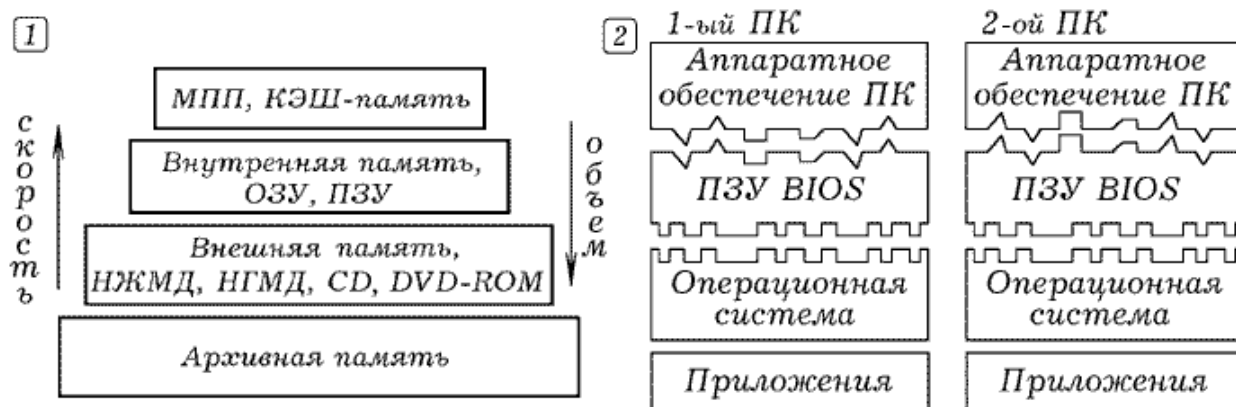 1
МПП, КЭШ-память
Внутренняя память,
ОЗУ, ПЗУ
Внешняя память,
НЖМД, НГМД, CD, DVD-ROM
Архивная память
скорость
объем
2
1-ый ПК
Аппаратное
обеспечение ПК
ПЗУ BIOS
Операционная
система
Приложения
2-ой ПК
Аппаратное
обеспечение ПК
ПЗУ BIOS
Операционная
система
Приложения